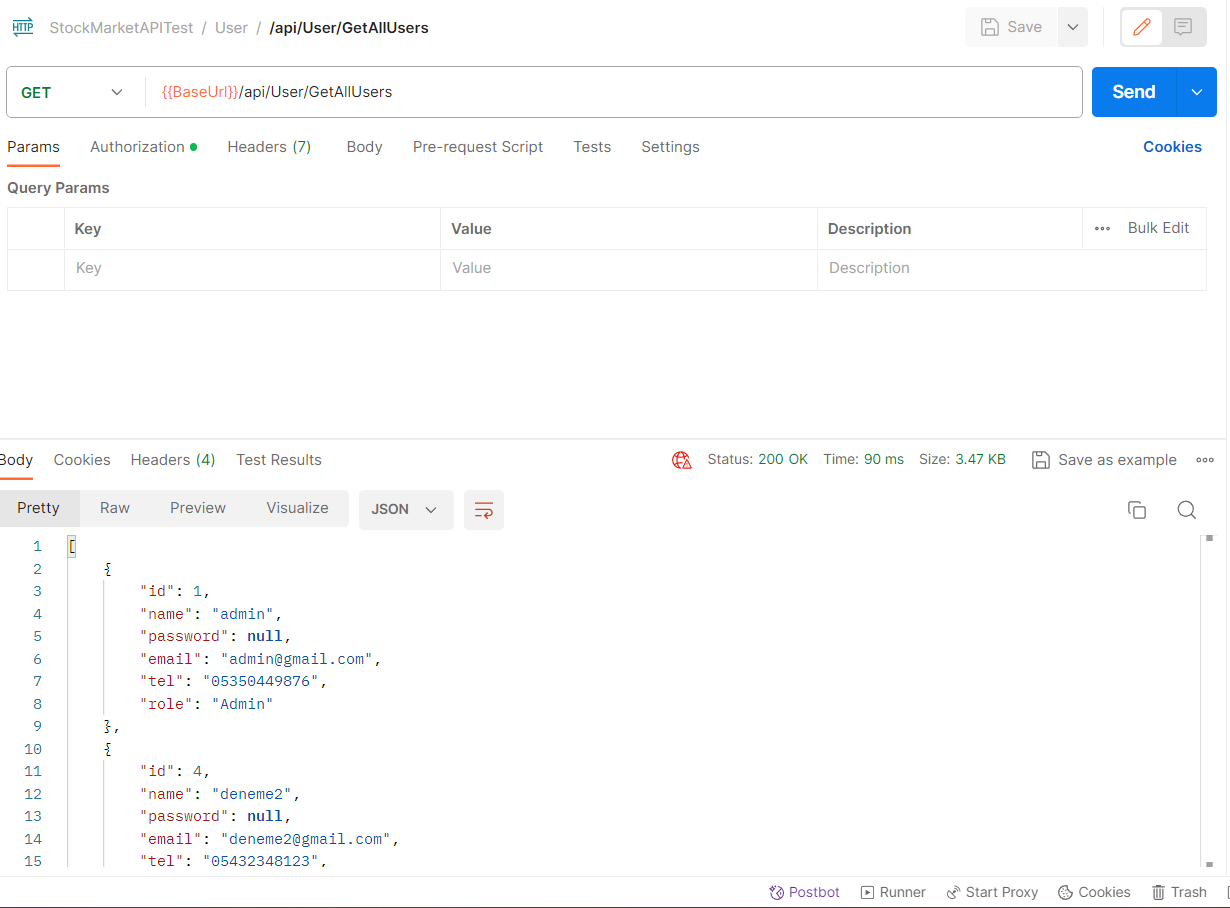 HTTP StockMarketAPITest / User / /api/User/GetAllUsers Save
GET {{BaseUrl}}/api/User/GetAllUsers Send
Params Authorization Headers (7) Body Pre-request Script Tests Settings Cookies
Query Params
Key Value Description ••• Bulk Edit
Key Value Description
Body Cookies Headers (4) Test Results Status: 200 OK Time: 90 ms Size: 3.47 KB Save as example •••
Pretty Raw Preview Visualize JSON
1 [
2 {
3 "id": 1,
4 "name": "admin",
5 "password": null,
6 "email": "admin@gmail.com",
7 "tel": "05350449876",
8 "role": "Admin"
9 },
10 {
11 "id": 4,
12 "name": "deneme2",
13 "password": null,
14 "email": "deneme2@gmail.com",
15 "tel": "05432348123",
Postbot Runner Start Proxy Cookies Trash